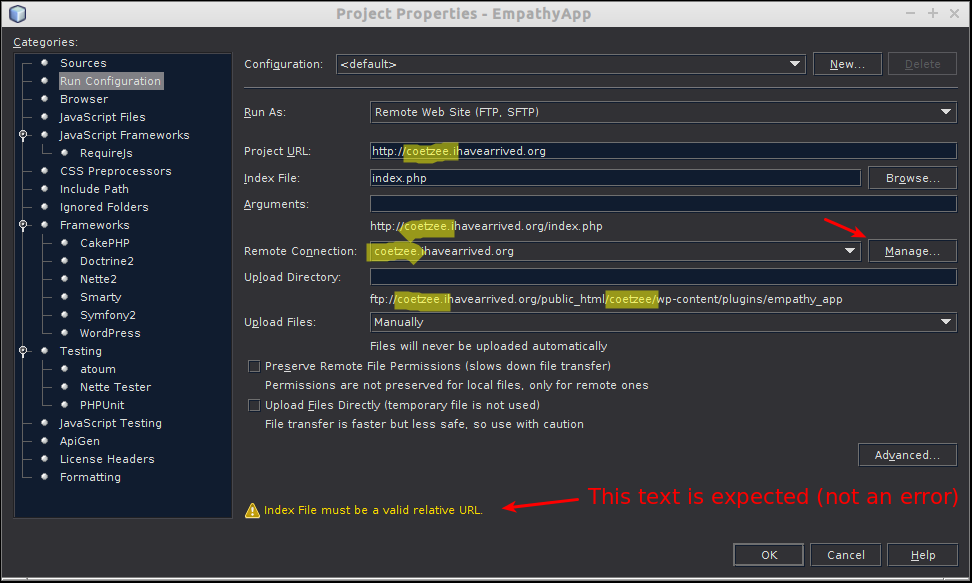 Project Properties - EmpathyApp
Categories:
Sources
Run Configuration
Browser
JavaScript Files
JavaScript Frameworks
RequireJs
CSS Preprocessors
Include Path
Ignored Folders
Frameworks
CakePHP
Doctrine2
Nette2
Smarty
Symfony2
WordPress
Testing
atoum
Nette Tester
PHPUnit
JavaScript Testing
ApiGen
License Headers
Formatting
Configuration: <default> New... Delete
Run As: Remote Web Site (FTP, SFTP)
Project URL: http://coetzee.ihavearrived.org
Index File: index.php Browse...
Arguments:
http://coetzee.ihavearrived.org/index.php
Remote Connection: coetzee.ihavearrived.org Manage...
Upload Directory:
ftp://coetzee.ihavearrived.org/public_html/coetzee/wp-content/plugins/empathy_app
Upload Files: Manually
Files will never be uploaded automatically
Preserve Remote File Permissions (slows down file transfer)
Permissions are not preserved for local files, only for remote ones
Upload Files Directly (temporary file is not used)
File transfer is faster but less safe, so use with caution
Advanced...
This text is expected (not an error)
Index File must be a valid relative URL.
OK Cancel Help